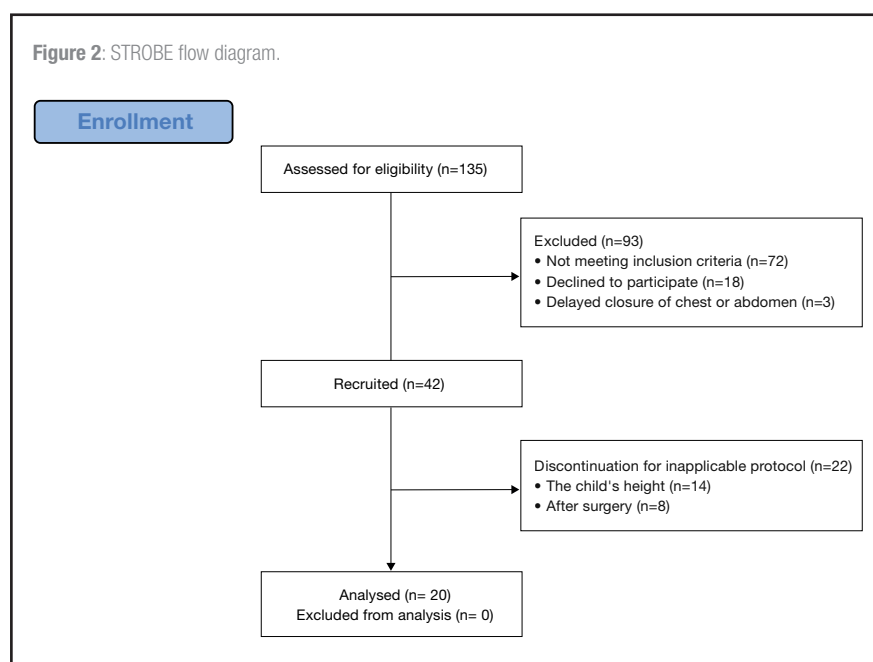 Figure 2: STROBE flow diagram.
Enrollment
Assessed for eligibility (n=135)
Excluded (n=93)
• Not meeting inclusion criteria (n=72)
• Declined to participate (n=18)
• Delayed closure of chest or abdomen (n=3)
Recruited (n=42)
Discontinuation for inapplicable protocol (n=22)
• The child's height (n=14)
• After surgery (n=8)
Analysed (n= 20)
Excluded from analysis (n= 0)